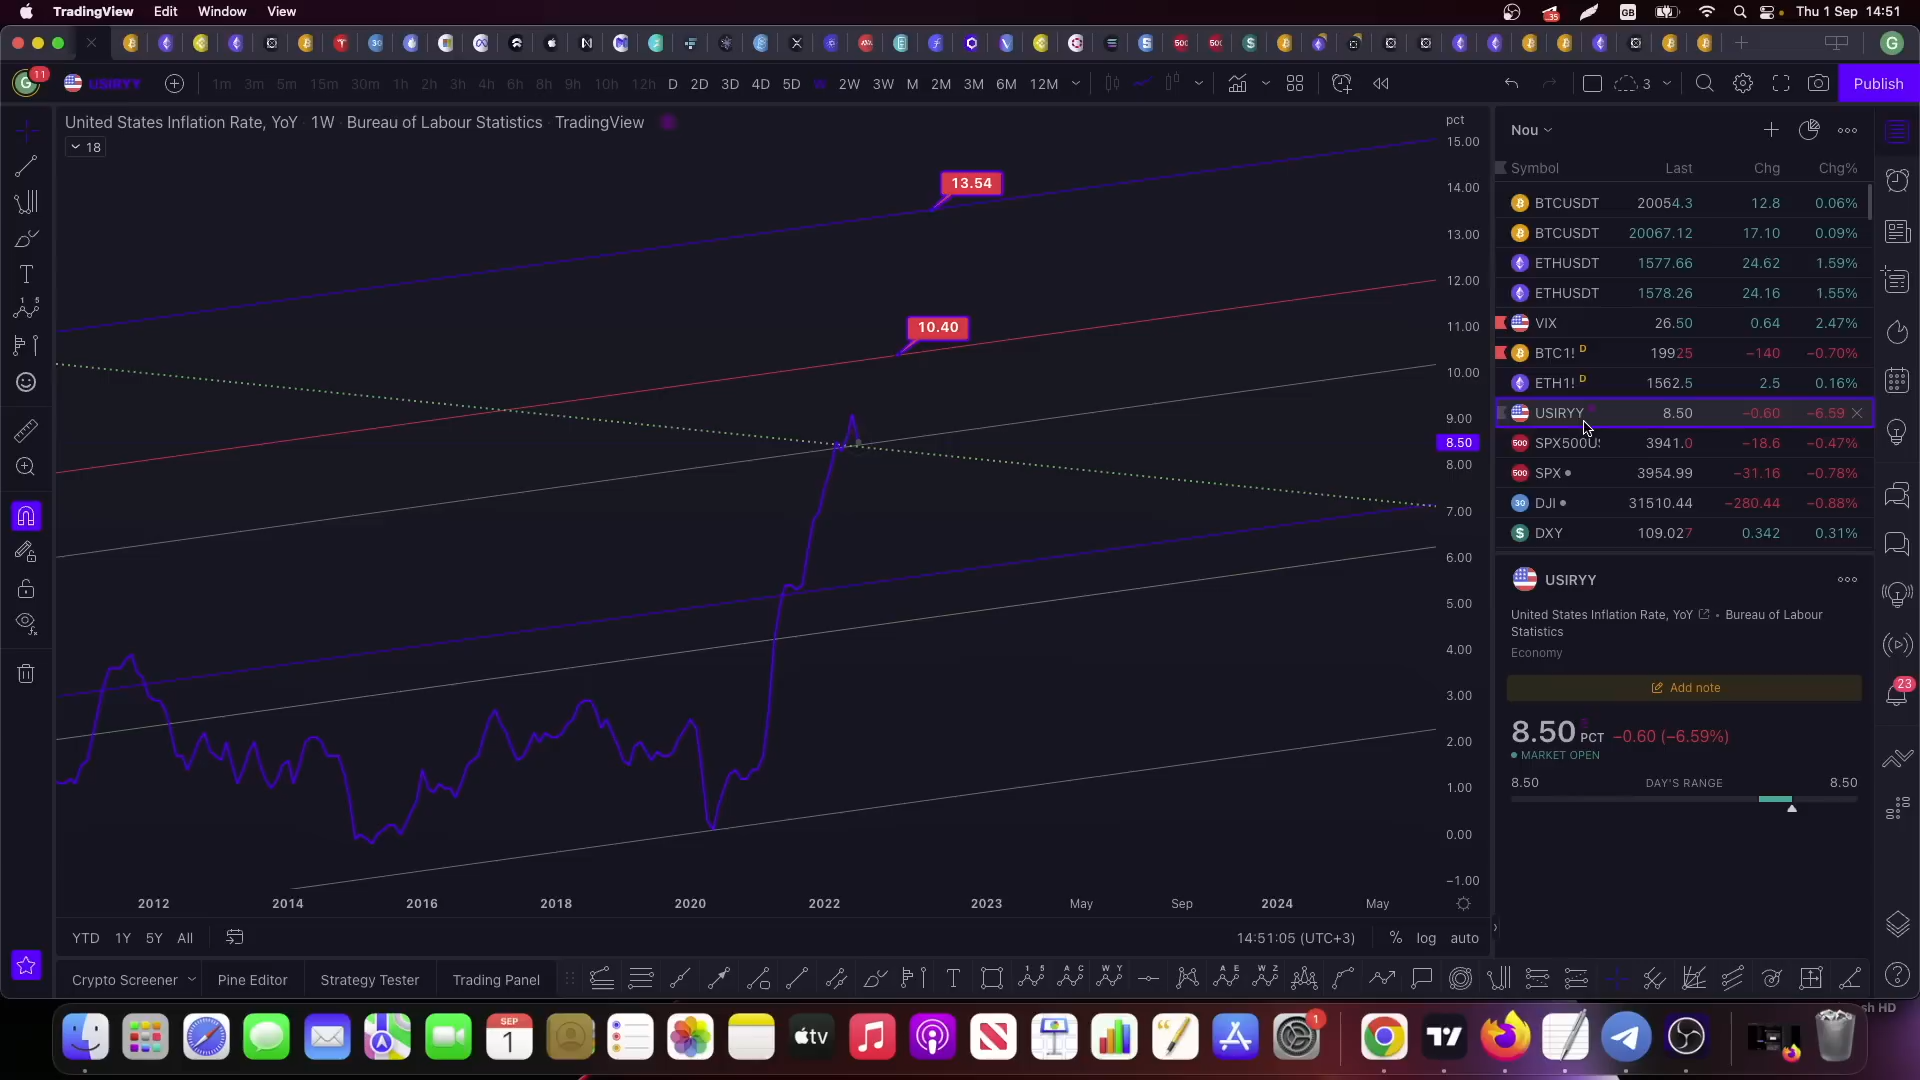 TradingView Edit Window View
35 GB Thu 1 Sep 14:51
G
11 USIRYY 1m 3m 5m 15m 30m 1h 2h 3h 4h 6h 8h 9h 10h 12h D 2D 3D 4D 5D W 2W 3W M 2M 3M 6M 12M 3 Publish
United States Inflation Rate, YoY · 1W · Bureau of Labour Statistics · TradingView
18
pct
15.00
14.00
13.00
12.00
11.00
10.00
9.00
8.50
8.00
7.00
6.00
5.00
4.00
3.00
2.00
1.00
0.00
−1.00
13.54
10.40
2012 2014 2016 2018 2020 2022 2023 May Sep 2024 May
YTD 1Y 5Y All
14:51:05 (UTC+3) % log auto
Crypto Screener Pine Editor Strategy Tester Trading Panel
Nou
Symbol Last Chg Chg%
BTCUSDT 20054.3 12.8 0.06%
BTCUSDT 20067.12 17.10 0.09%
ETHUSDT 1577.66 24.62 1.59%
ETHUSDT 1578.26 24.16 1.55%
VIX 26.50 0.64 2.47%
BTC1! D 19925 −140 −0.70%
ETH1! D 1562.5 2.5 0.16%
USIRYY 8.50 −0.60 −6.59
SPX500U 3941.0 −18.6 −0.47%
SPX 3954.99 −31.16 −0.78%
DJI 31510.44 −280.44 −0.88%
DXY 109.027 0.342 0.31%
USIRYY
United States Inflation Rate, YoY • Bureau of Labour
Statistics
Economy
Add note
8.50 PCT −0.60 (−6.59%)
MARKET OPEN
8.50 DAY'S RANGE 8.50
23
SEP
1
tv
1
sh HD